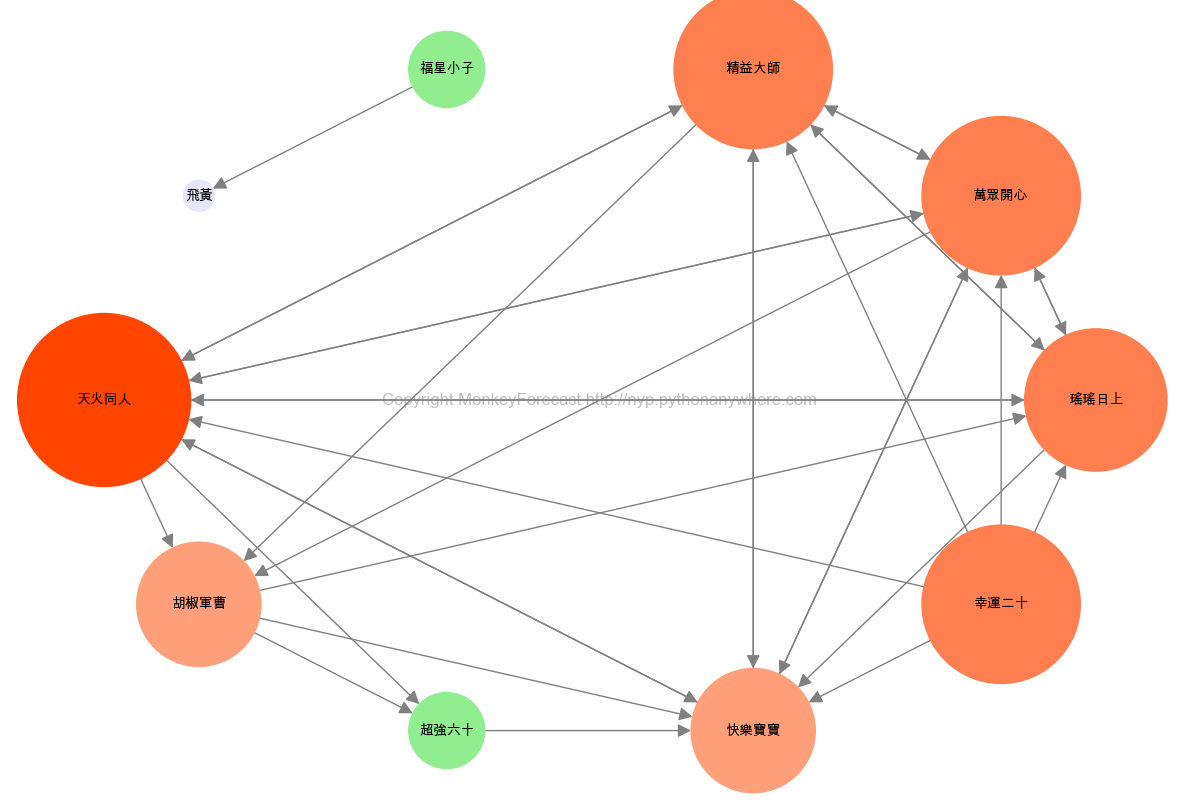 福星小子
精益大師
飛黃
萬眾開心
天火同人
Copyright MonkeyForecast http://nyp.pythonanywhere.com
瑤瑤日上
胡椒軍曹
幸運二十
超強六十
快樂寶寶